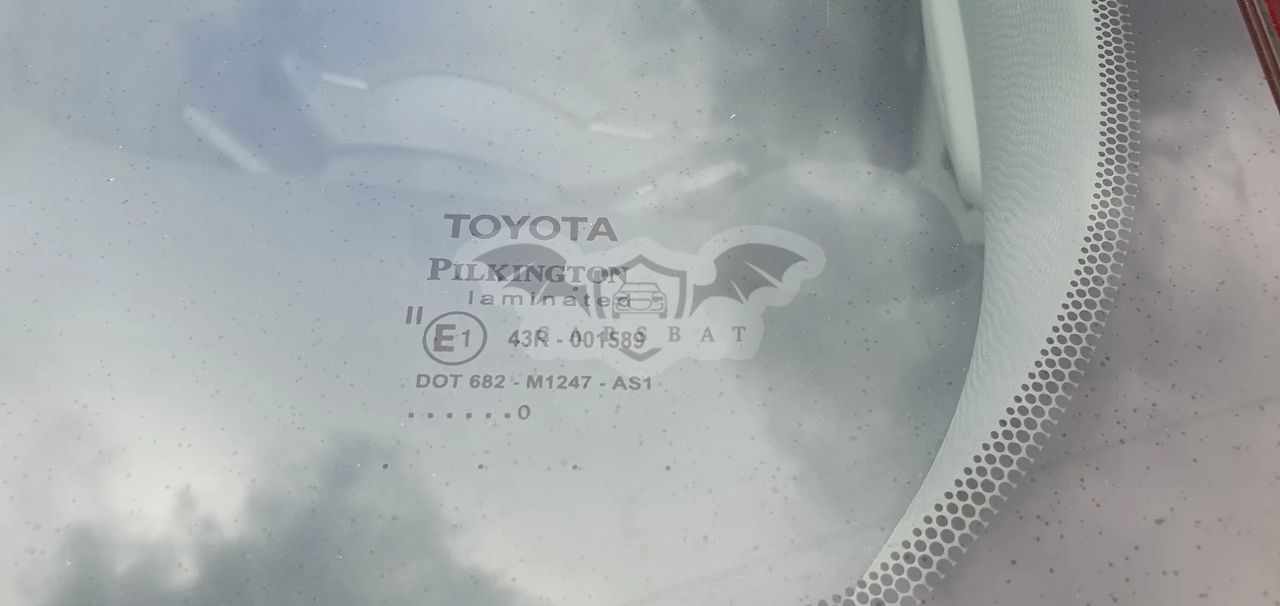 TOYOTA
PILKINGTON
laminated
II E1 43R - 001589
CARSBAT
DOT 682 - M1247 - AS1
. . . . . . . 0